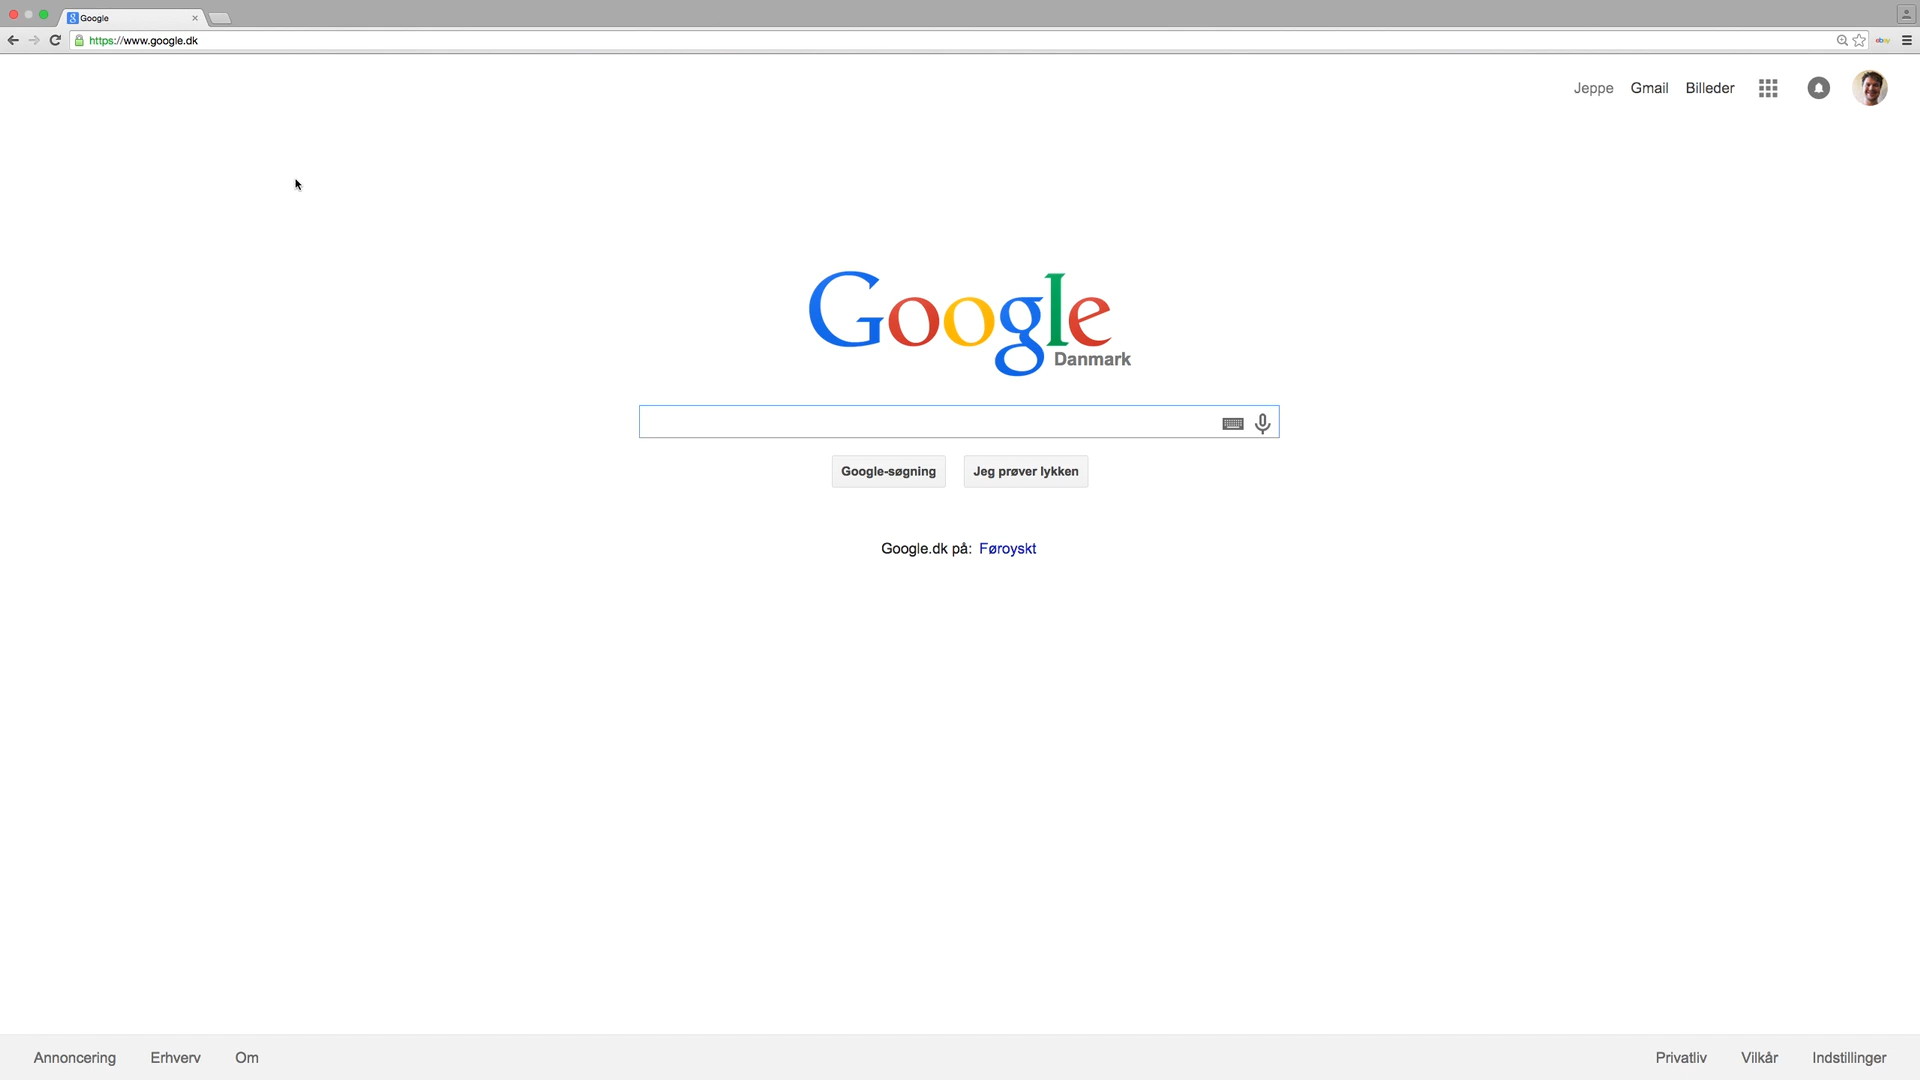 Google
https://www.google.dk
ebay
Jeppe Gmail Billeder
Google
Danmark
Google-søgning Jeg prøver lykken
Google.dk på: Føroyskt
Annoncering Erhverv Om Privatliv Vilkår Indstillinger